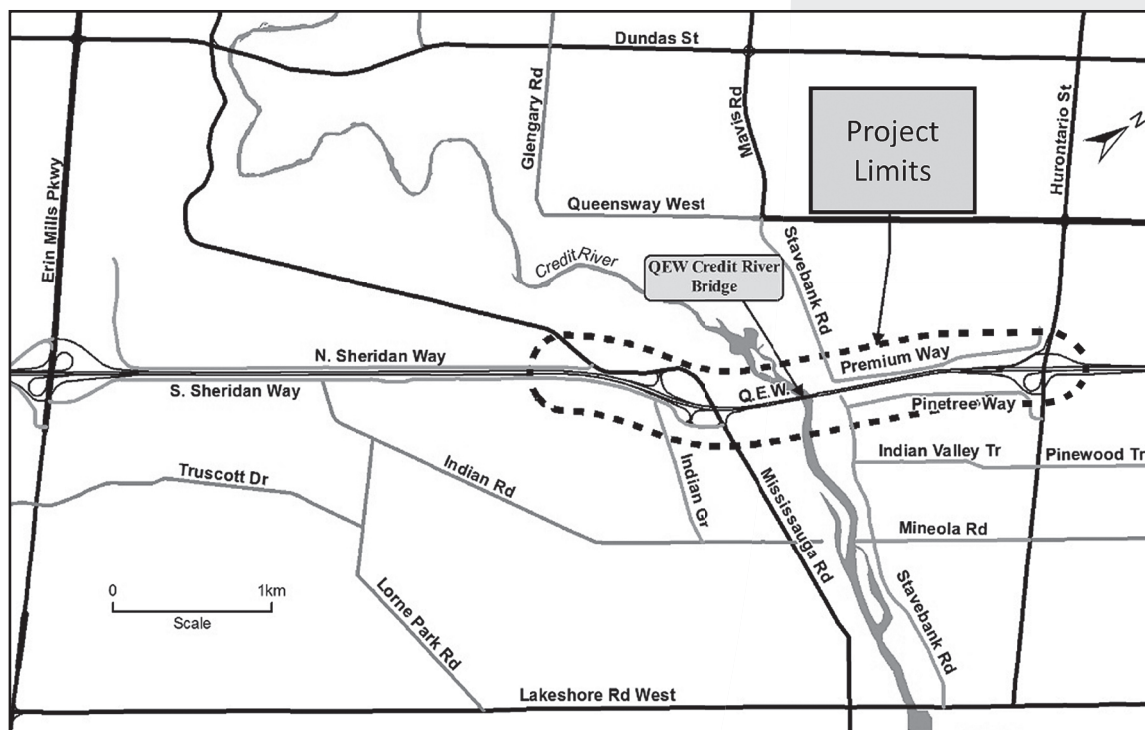 Dundas St
Glengary Rd
Mavis Rd
Hurontario St
N
Project
Limits
Erin Mills Pkwy
Queensway West
Stavebank Rd
Credit River
QEW Credit River
Bridge
N. Sheridan Way
Premium Way
S. Sheridan Way
Q.E.W.
Pinetree Way
Indian Valley Tr
Pinewood Tr
Truscott Dr
Indian Rd
Indian Gr
Mississauga Rd
Mineola Rd
0 1km
Scale
Lorne Park Rd
Stavebank Rd
Lakeshore Rd West